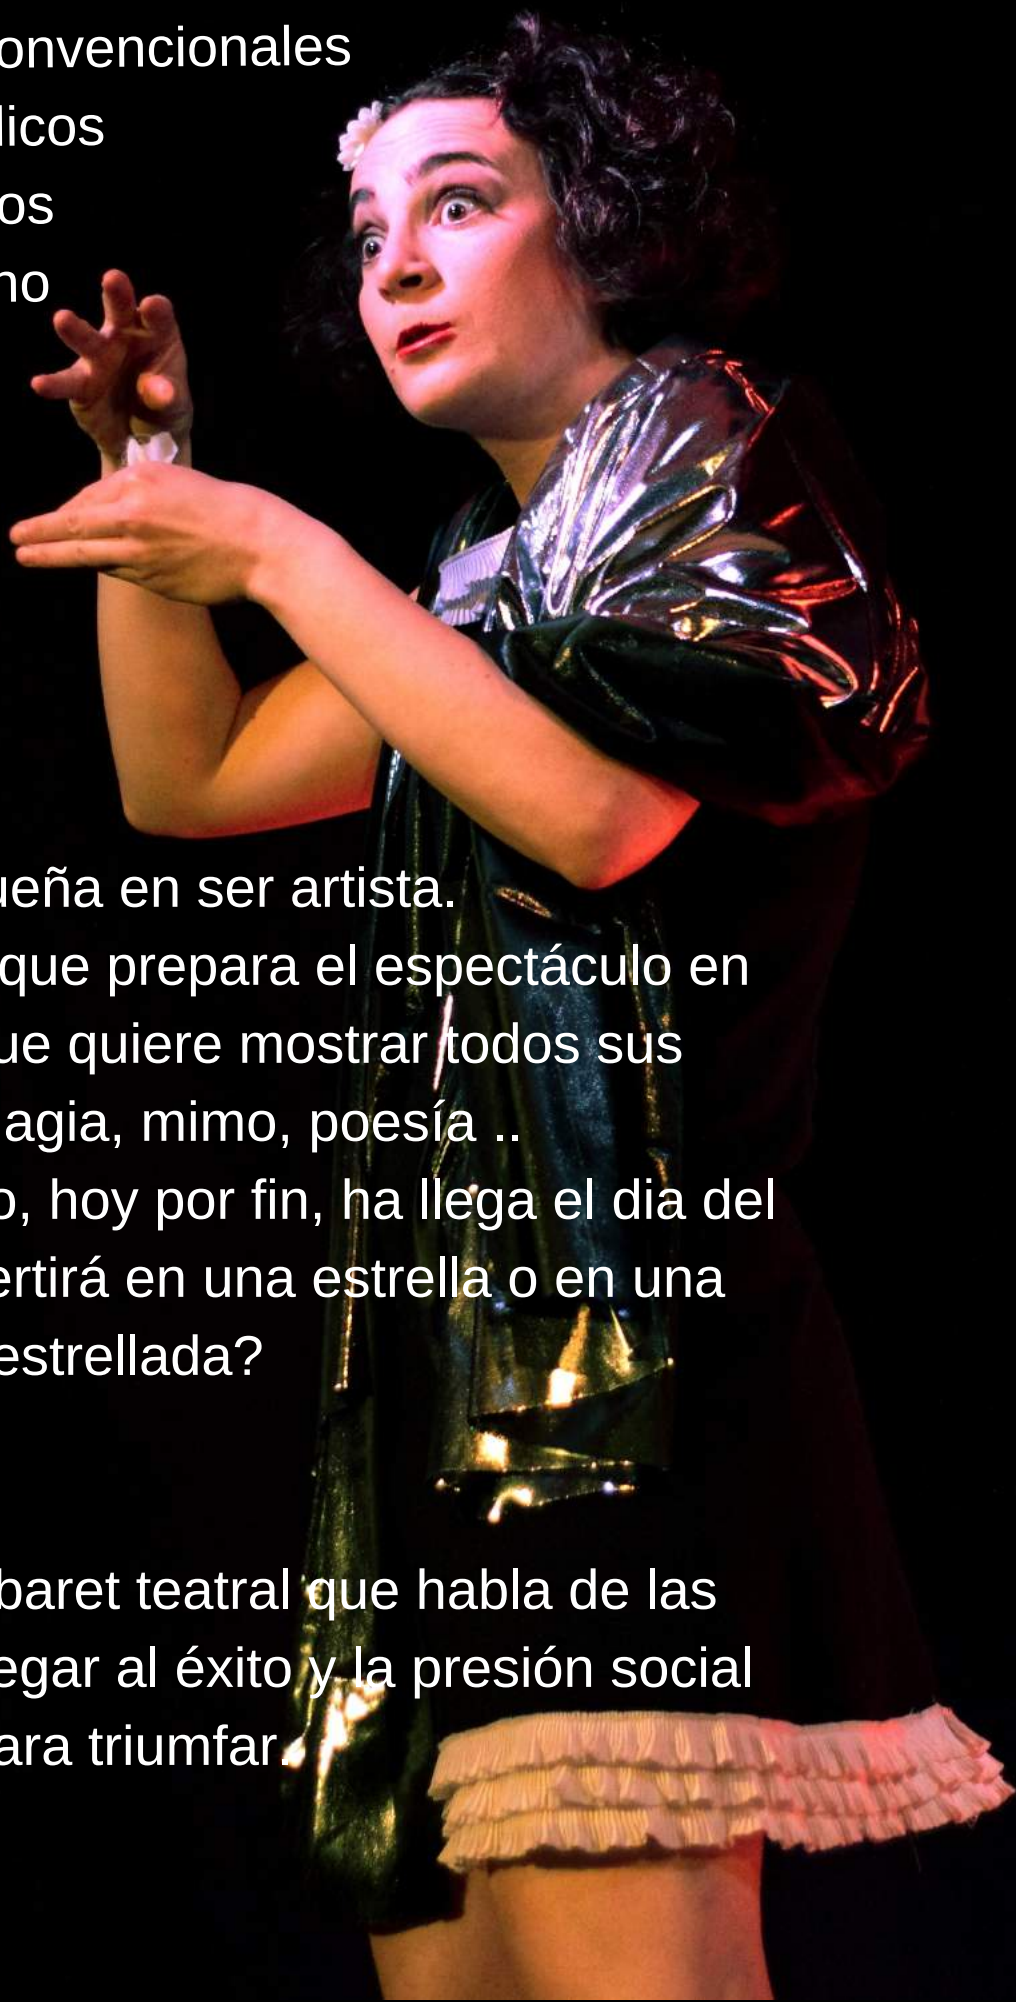 onvencionales
licos
os
no
ueña en ser artista.
que prepara el espectáculo en
ue quiere mostrar todos sus
agia, mimo, poesía ..
o, hoy por fin, ha llega el dia del
ertirá en una estrella o en una
estrellada?
baret teatral que habla de las
egar al éxito y la presión social
ara triumfar.